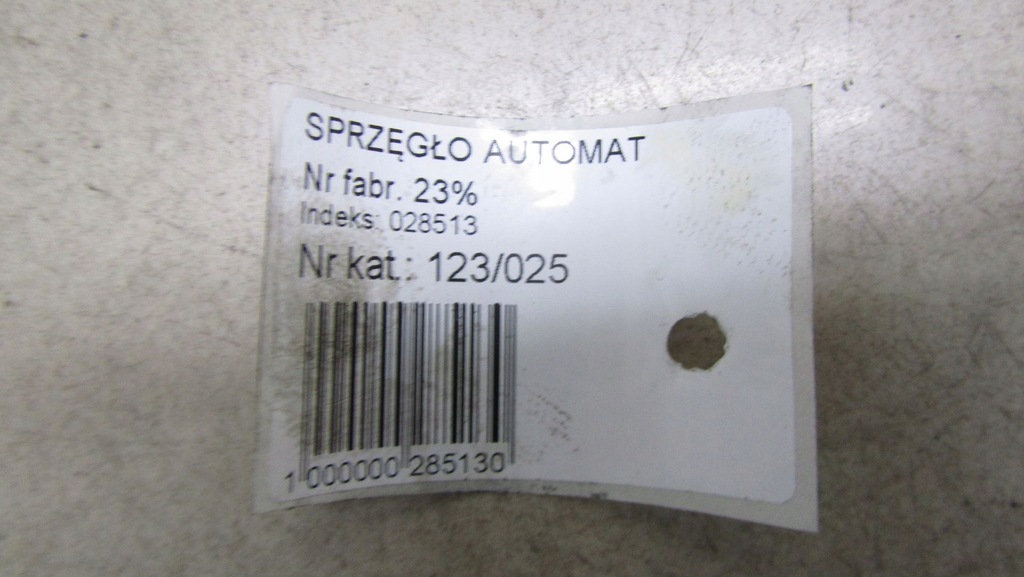 SPRZĘGŁO AUTOMAT
Nr fabr. 23%
Indeks: 028513
Nr kat.: 123/025
1 000000 285130